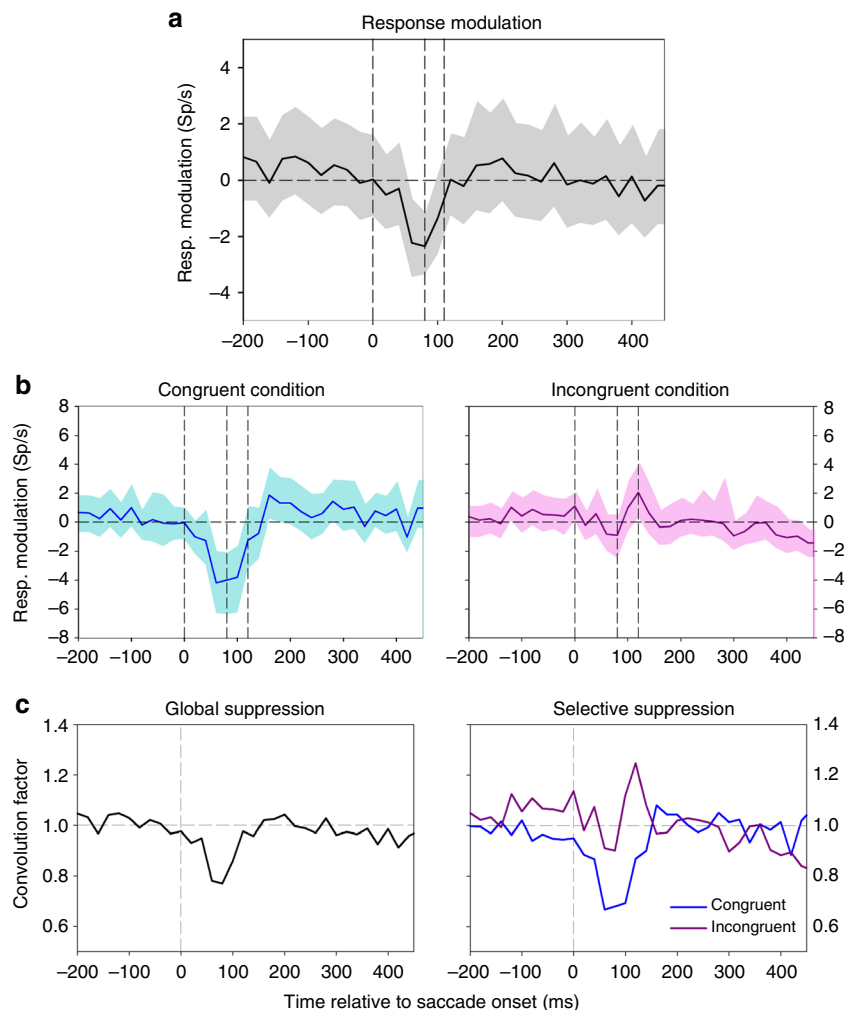 a
Response modulation
Resp. modulation (Sp/s)
4
2
0
−2
−4
−200 −100 0 100 200 300 400
b
Congruent condition
Incongruent condition
Resp. modulation (Sp/s)
8
6
4
2
0
−2
−4
−6
−8
−200 −100 0 100 200 300 400
8
6
4
2
0
−2
−4
−6
−8
−200 −100 0 100 200 300 400
c
Global suppression
Selective suppression
Convolution factor
1.4
1.2
1.0
0.8
0.6
−200 −100 0 100 200 300 400
1.4
1.2
1.0
0.8
0.6
Congruent
Incongruent
−200 −100 0 100 200 300 400
Time relative to saccade onset (ms)